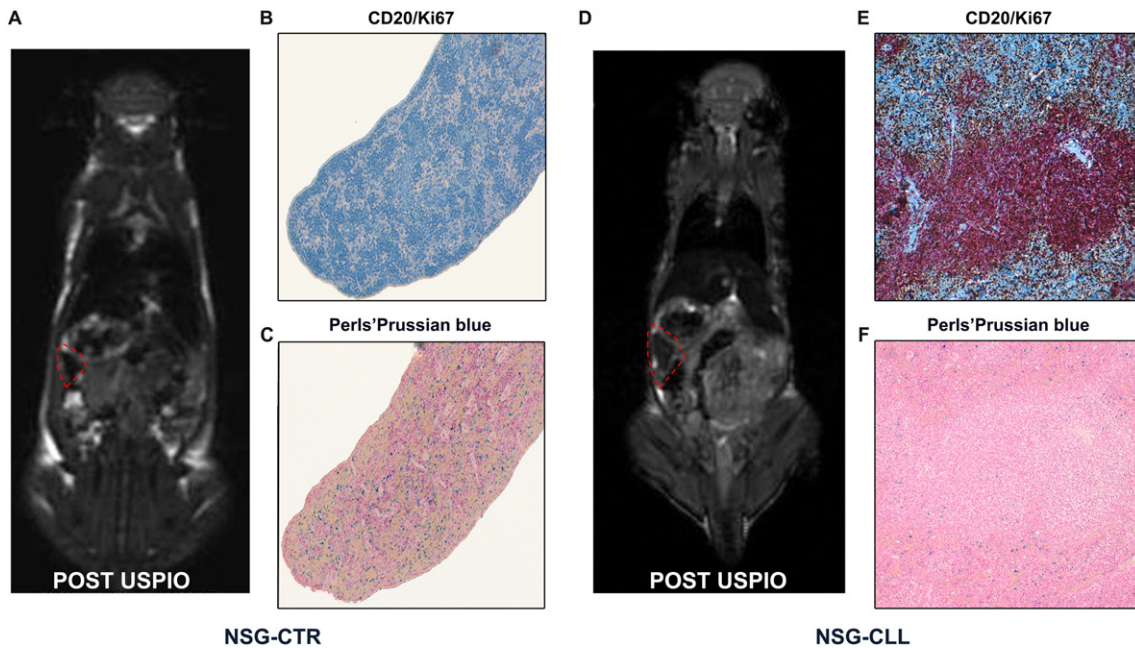 A
B
CD20/Ki67
C
Perls'Prussian blue
POST USPIO
NSG-CTR
D
E
CD20/Ki67
F
Perls'Prussian blue
POST USPIO
NSG-CLL